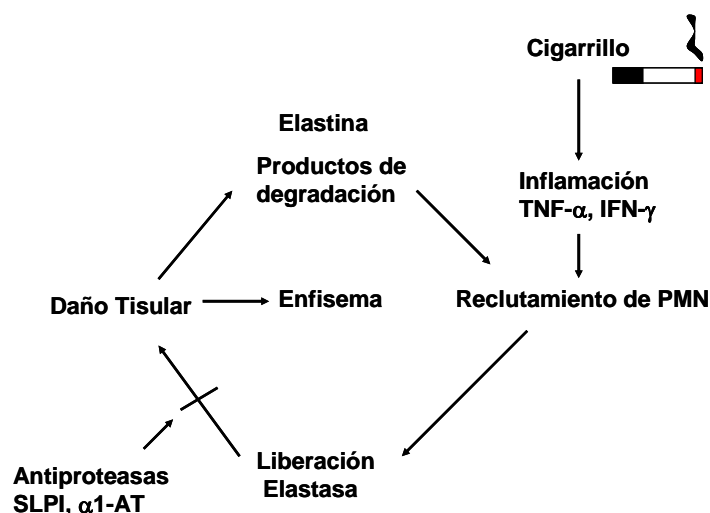 Cigarrillo
Elastina
Productos de
degradación
Inflamación
TNF-α, IFN-γ
Daño Tisular
Enfisema
Reclutamiento de PMN
Liberación
Elastasa
Antiproteasas
SLPI, α1-AT